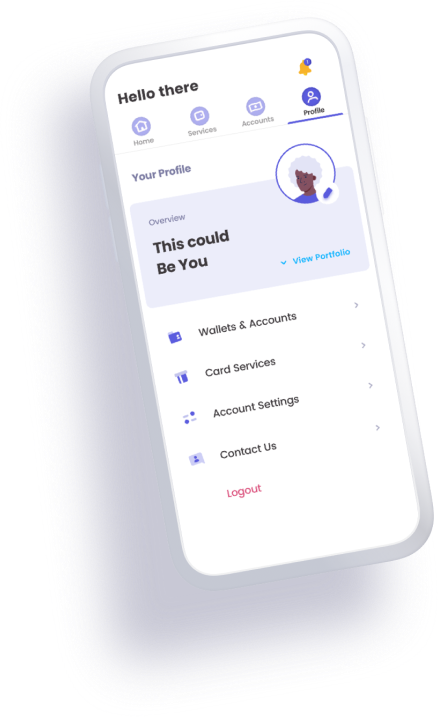 Hello there
Home
Services
Accounts
Profile
Your Profile
Overview
This could
Be You
View Portfolio
Wallets & Accounts
Card Services
Account Settings
Contact Us
Logout